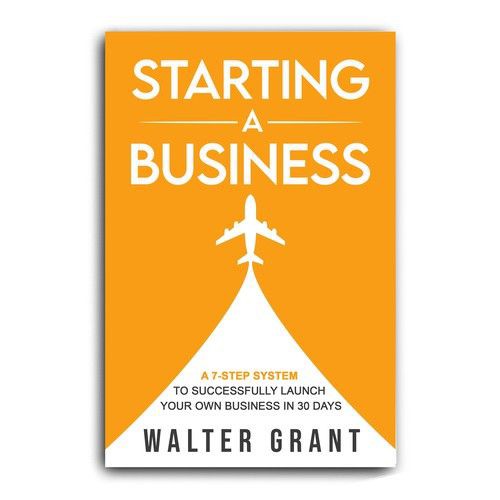 STARTING
A
BUSINESS
A 7-STEP SYSTEM
TO SUCCESSFULLY LAUNCH
YOUR OWN BUSINESS IN 30 DAYS
WALTER GRANT